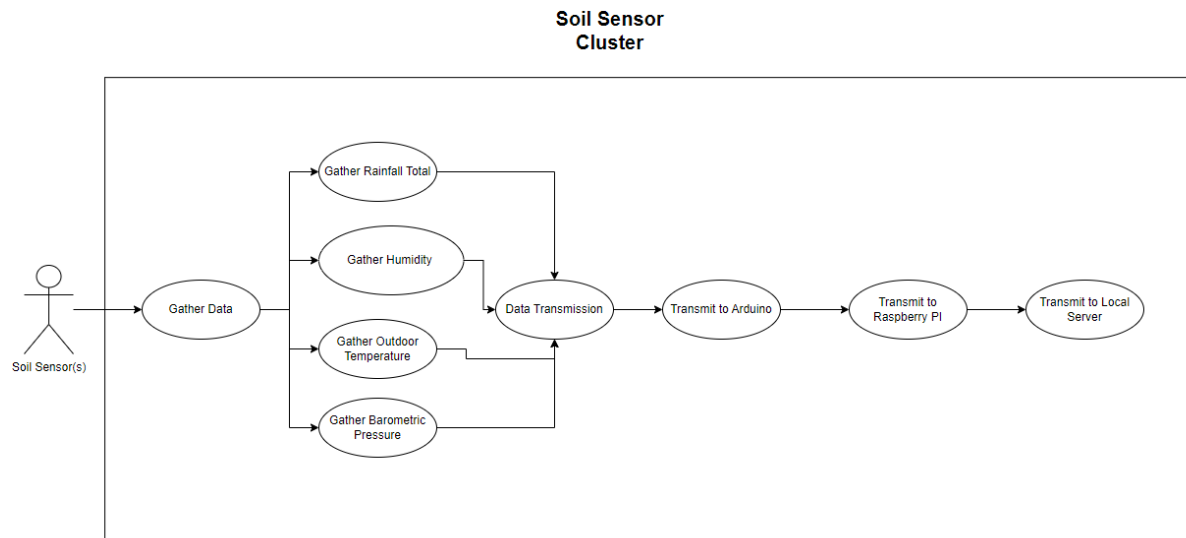 Soil Sensor
Cluster
Gather Rainfall Total
Gather Humidity
Gather Data
Data Transmission
Transmit to Arduino
Transmit to
Raspberry PI
Transmit to Local
Server
Gather Outdoor
Temperature
Soil Sensor(s)
Gather Barometric
Pressure